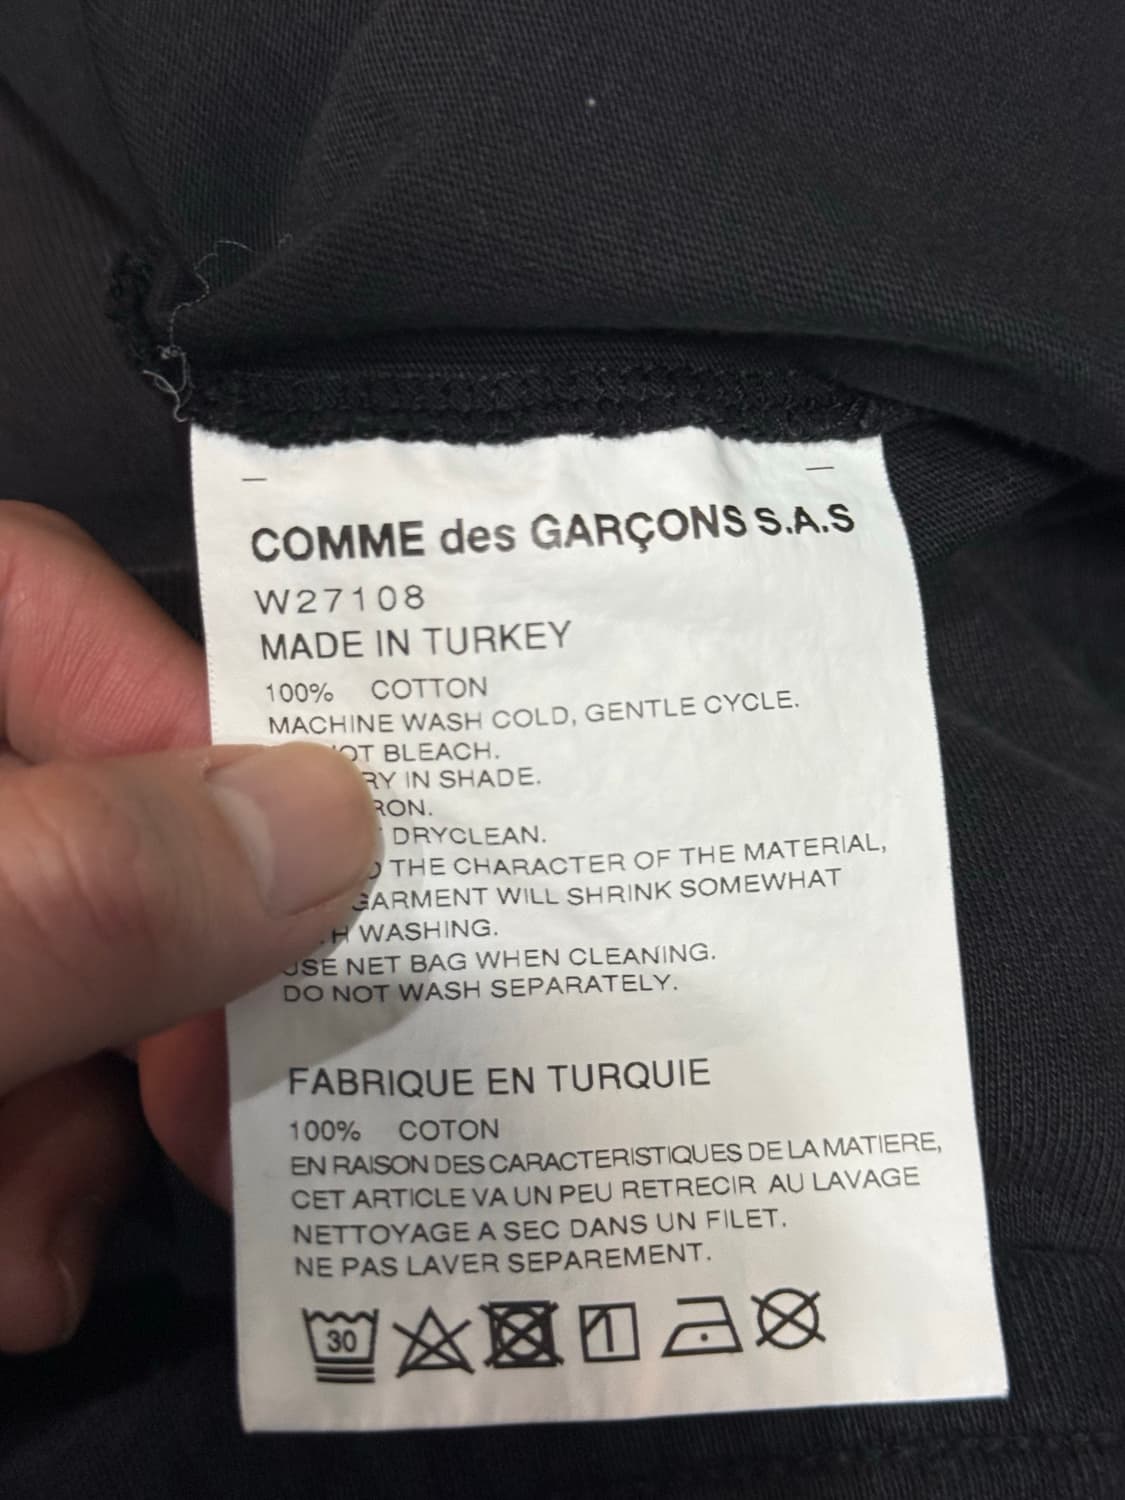 COMME des GARÇONS S.A.S
W27108
MADE IN TURKEY
100% COTTON
MACHINE WASH COLD, GENTLE CYCLE.
BLEACH.
IN SHADE.
DRYCLEAN.
THE CHARACTER OF THE MATERIAL,
GARMENT WILL SHRINK SOMEWHAT
WASHING.
USE NET BAG WHEN CLEANING.
DO NOT WASH SEPARATELY.
FABRIQUE EN TURQUIE
100% COTON
EN RAISON DES CARACTERISTIQUES DE LA MATIERE,
CET ARTICLE VA UN PEU RETRECIR AU LAVAGE
NETTOYAGE A SEC DANS UN FILET.
NE PAS LAVER SEPAREMENT.
30